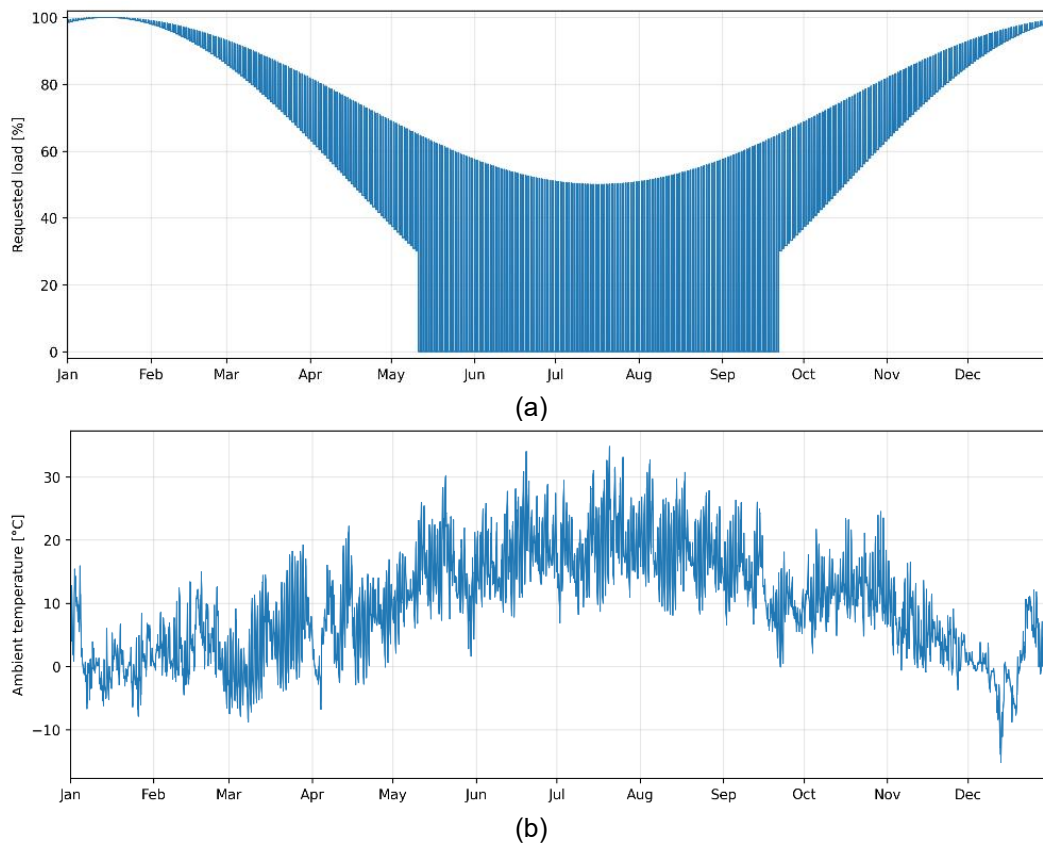 100
80
60
40
20
0
Requested load [%]
Jan Feb Mar Apr May Jun Jul Aug Sep Oct Nov Dec
(a)
30
20
10
0
−10
Ambient temperature [°C]
Jan Feb Mar Apr May Jun Jul Aug Sep Oct Nov Dec
(b)